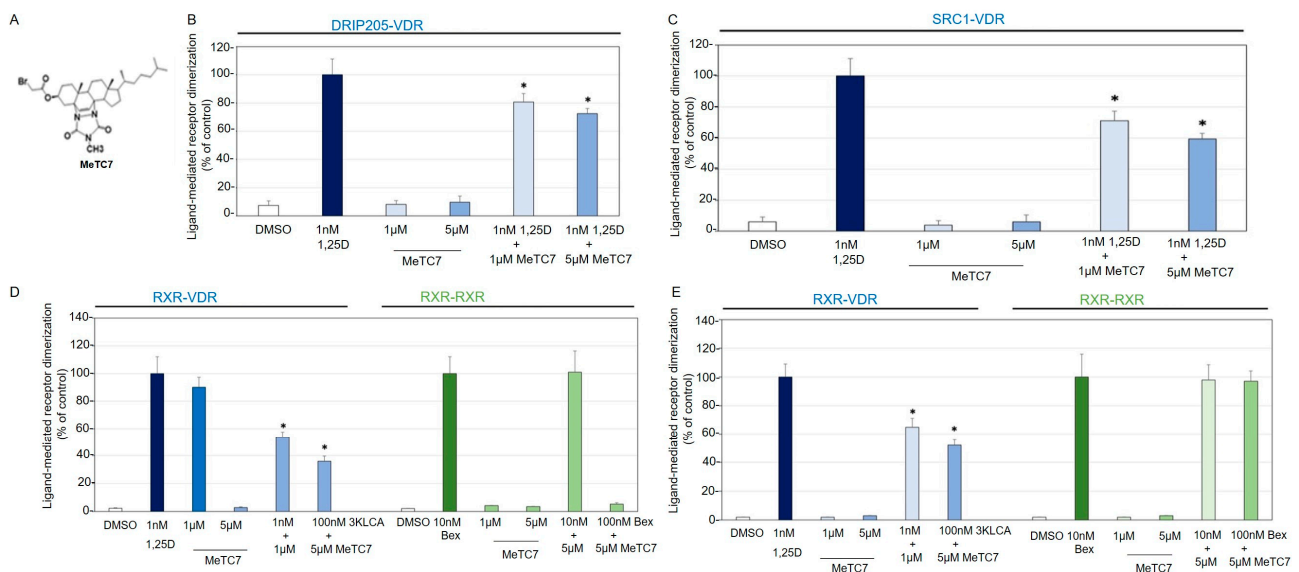 A
Br
O
O
N
N
O
N
O
CH3
MeTC7
B
DRIP205-VDR
Ligand-mediated receptor dimerization
(% of control)
120
100
80
60
40
20
0
*
*
DMSO
1nM
1,25D
1µM
5µM
MeTC7
1nM 1,25D
+
1µM MeTC7
1nM 1,25D
+
5µM MeTC7
C
SRC1-VDR
Ligand-mediated receptor dimerization
(% of control)
120
100
80
60
40
20
0
*
*
DMSO
1nM
1,25D
1µM
5µM
MeTC7
1nM 1,25D
+
1µM MeTC7
1nM 1,25D
+
5µM MeTC7
D
RXR-VDR
RXR-RXR
Ligand-mediated receptor dimerization
(% of control)
140
120
100
80
60
40
20
0
*
*
DMSO
1nM
1,25D
1µM
5µM
MeTC7
1nM
+
1µM
100nM 3KLCA
+
5µM MeTC7
DMSO
10nM
Bex
1µM
5µM
MeTC7
10nM
+
5µM
100nM Bex
+
5µM MeTC7
E
RXR-VDR
RXR-RXR
Ligand-mediated receptor dimerization
(% of control)
140
120
100
80
60
40
20
0
*
*
DMSO
1nM
1,25D
1µM
5µM
MeTC7
1nM
+
1µM
100nM 3KLCA
+
5µM MeTC7
DMSO
10nM
Bex
1µM
5µM
MeTC7
10nM
+
5µM
100nM Bex
+
5µM MeTC7